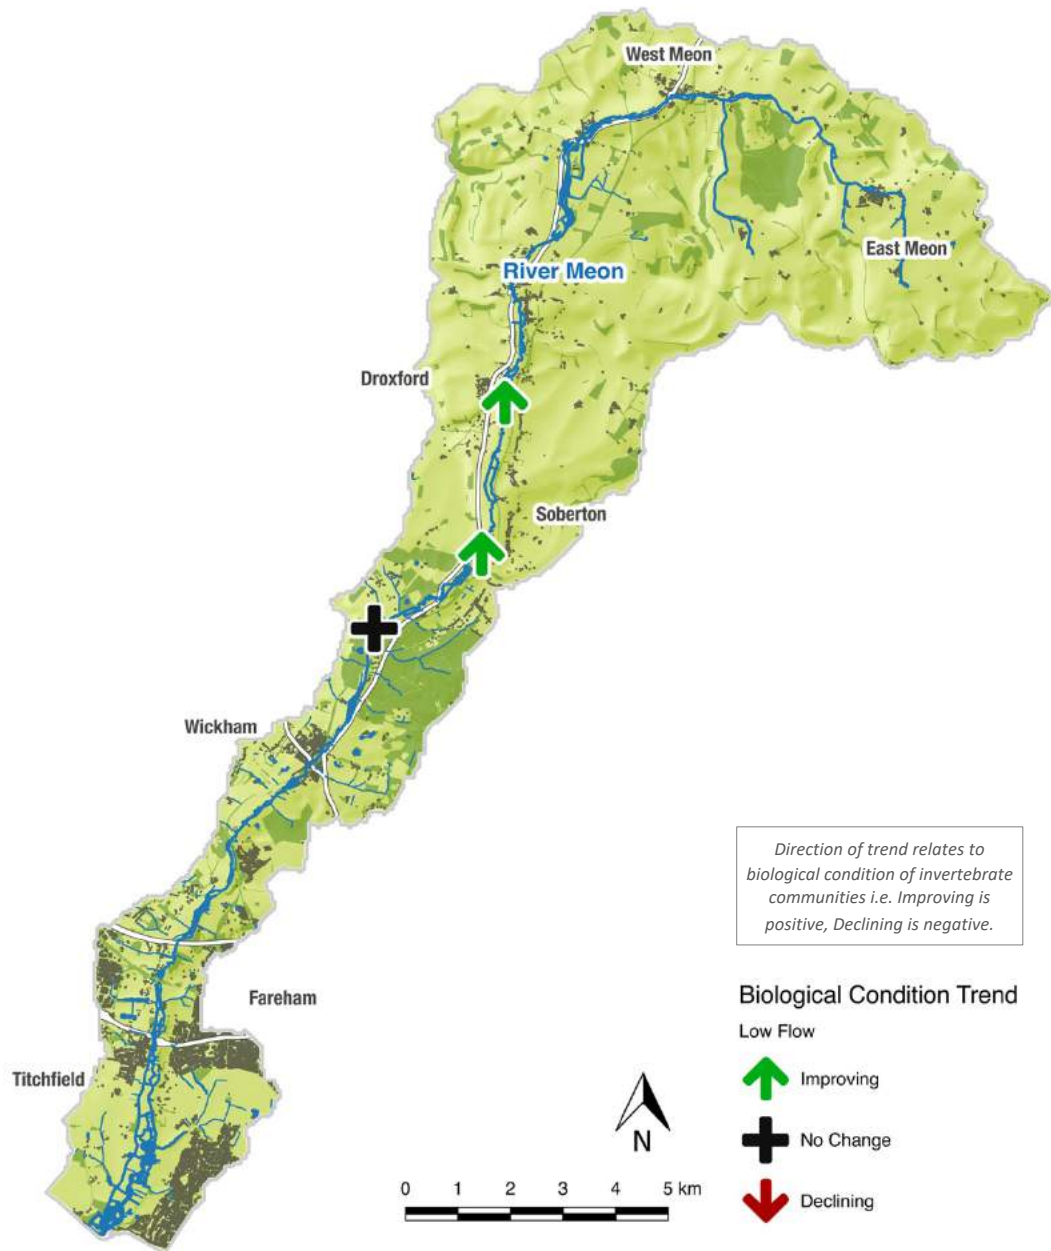 West Meon
East Meon
River Meon
Droxford
Soberton
Wickham
Fareham
Titchfield
Direction of trend relates to
biological condition of invertebrate
communities i.e. Improving is
positive, Declining is negative.
Biological Condition Trend
Low Flow
Improving
No Change
Declining
N
0 1 2 3 4 5 km